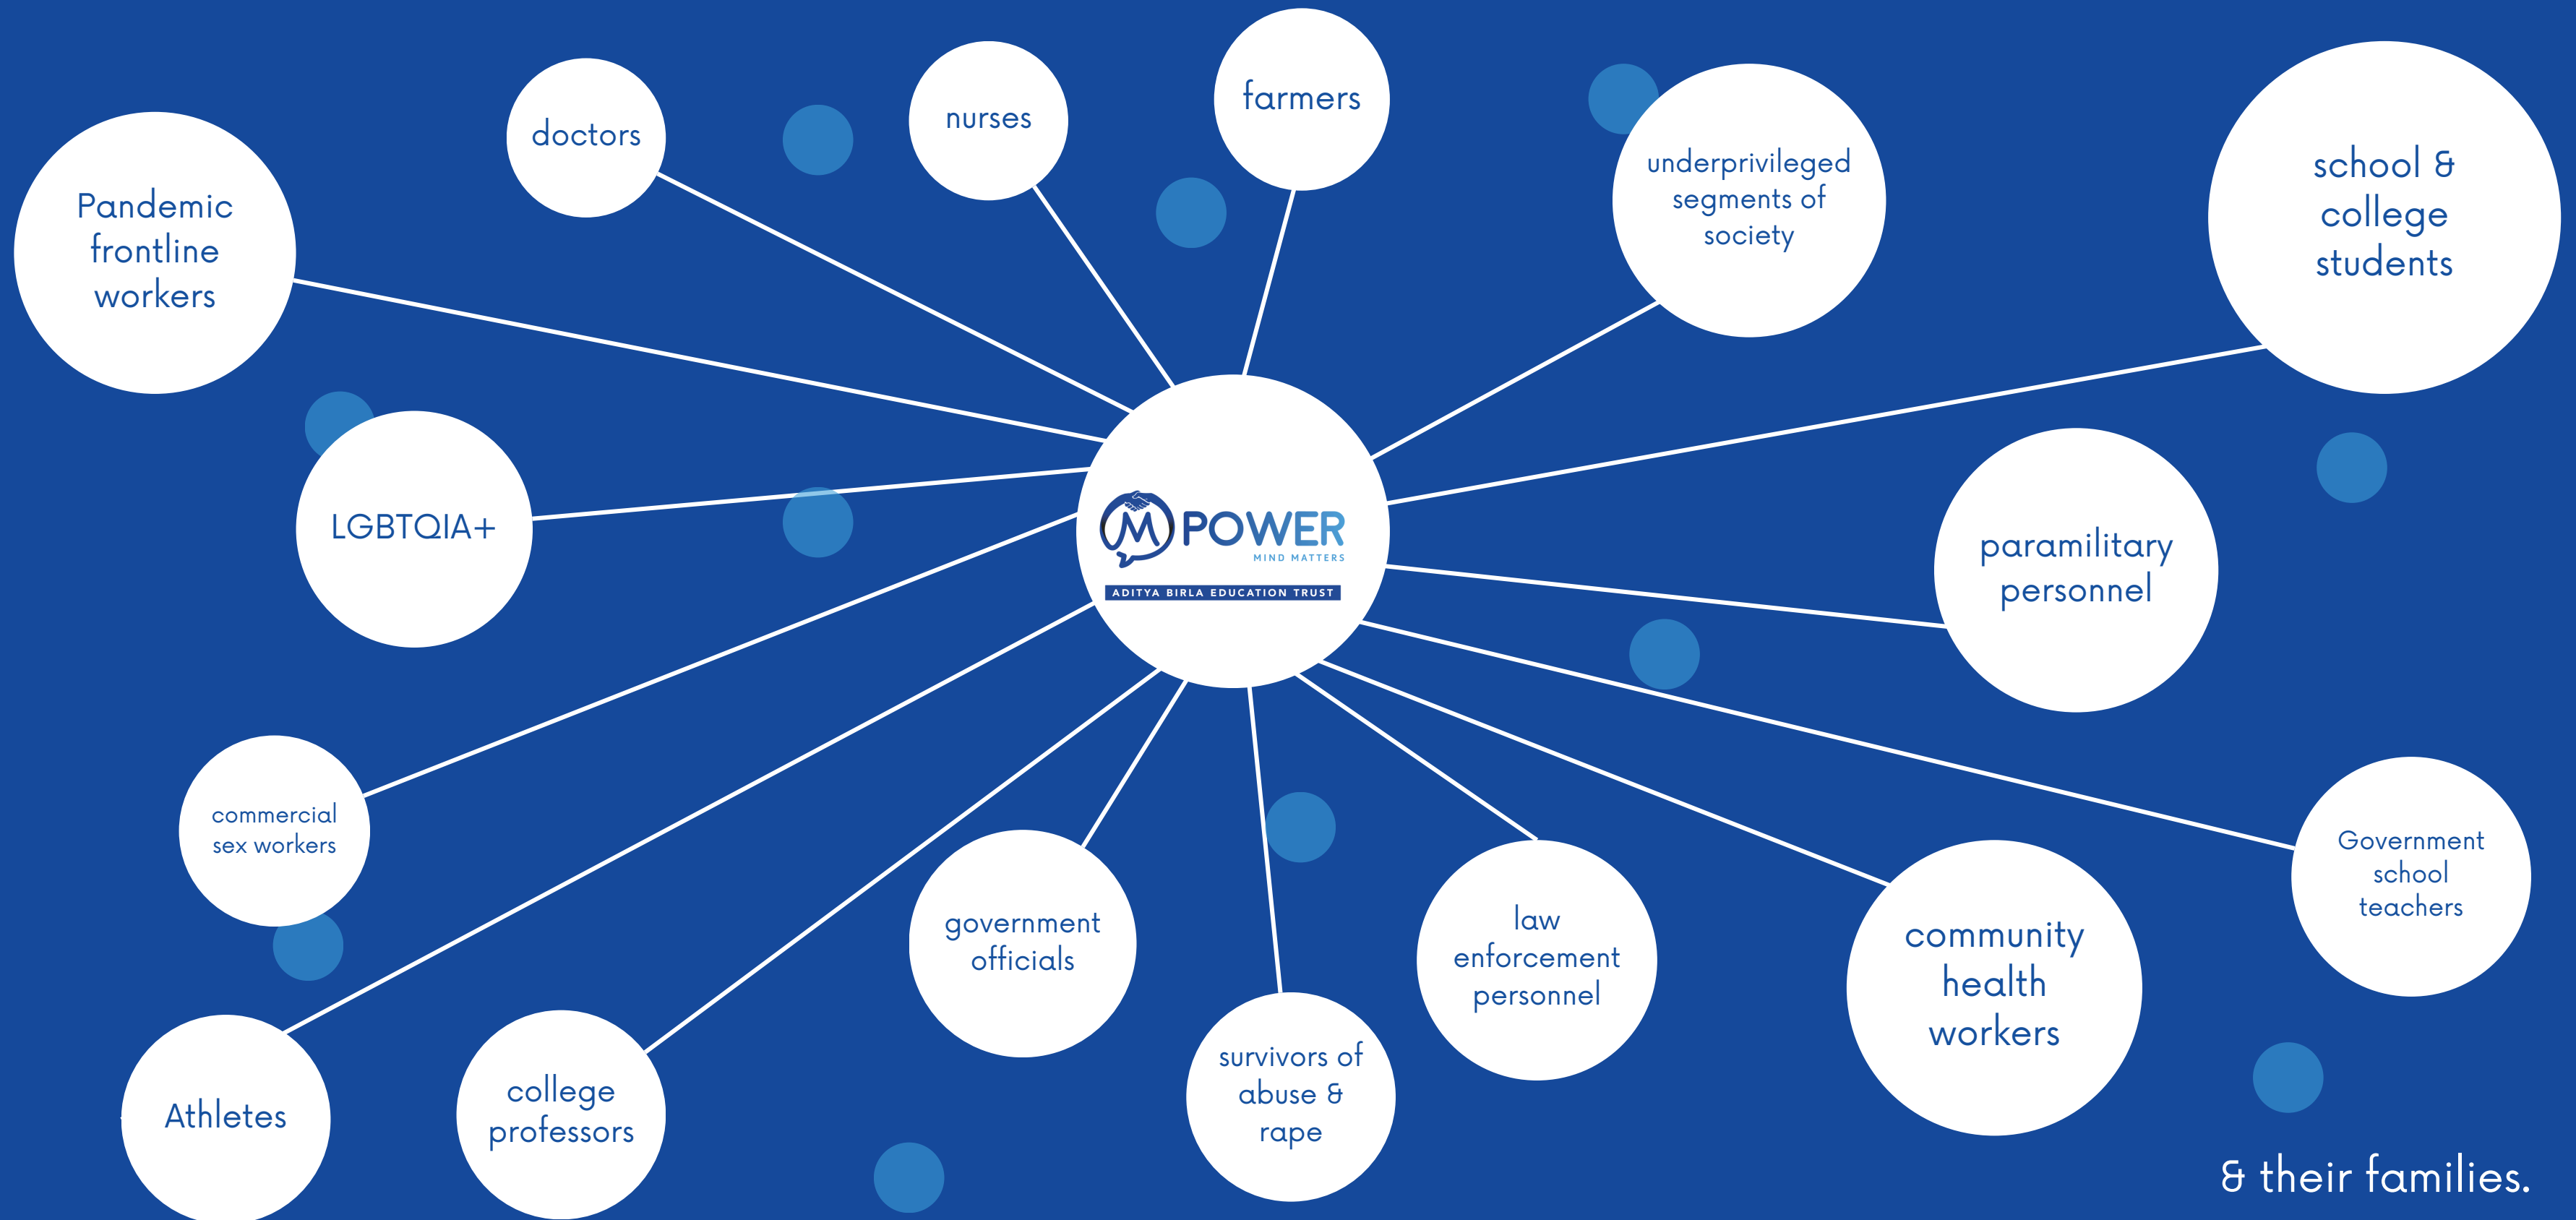 Pandemic
frontline
workers
doctors
nurses
farmers
underprivileged
segments of
society
school &
college
students
LGBTQIA+
M POWER
MIND MATTERS
ADITYA BIRLA EDUCATION TRUST
paramilitary
personnel
commercial
sex workers
Athletes
college
professors
government
officials
survivors of
abuse &
rape
law
enforcement
personnel
community
health
workers
Government
school
teachers
& their families.